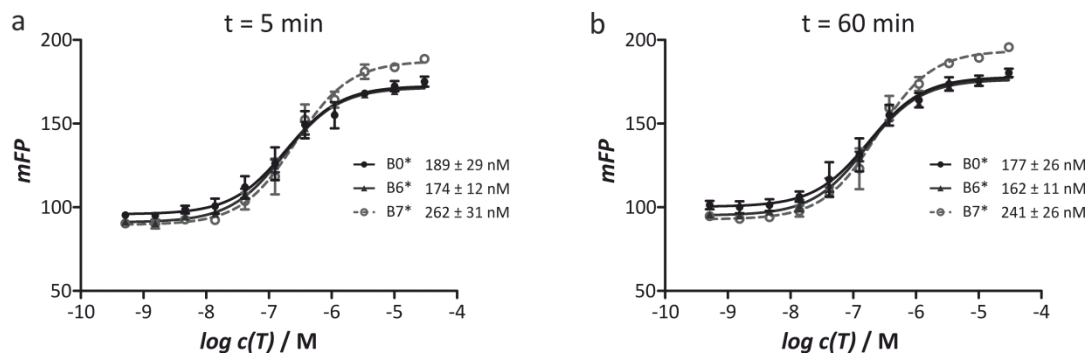 a
t = 5 min
200
150
100
50
mFP
B0* 189 ± 29 nM
B6* 174 ± 12 nM
B7* 262 ± 31 nM
-10 -9 -8 -7 -6 -5 -4
log c(T) / M
b
t = 60 min
200
150
100
50
mFP
B0* 177 ± 26 nM
B6* 162 ± 11 nM
B7* 241 ± 26 nM
-10 -9 -8 -7 -6 -5 -4
log c(T) / M